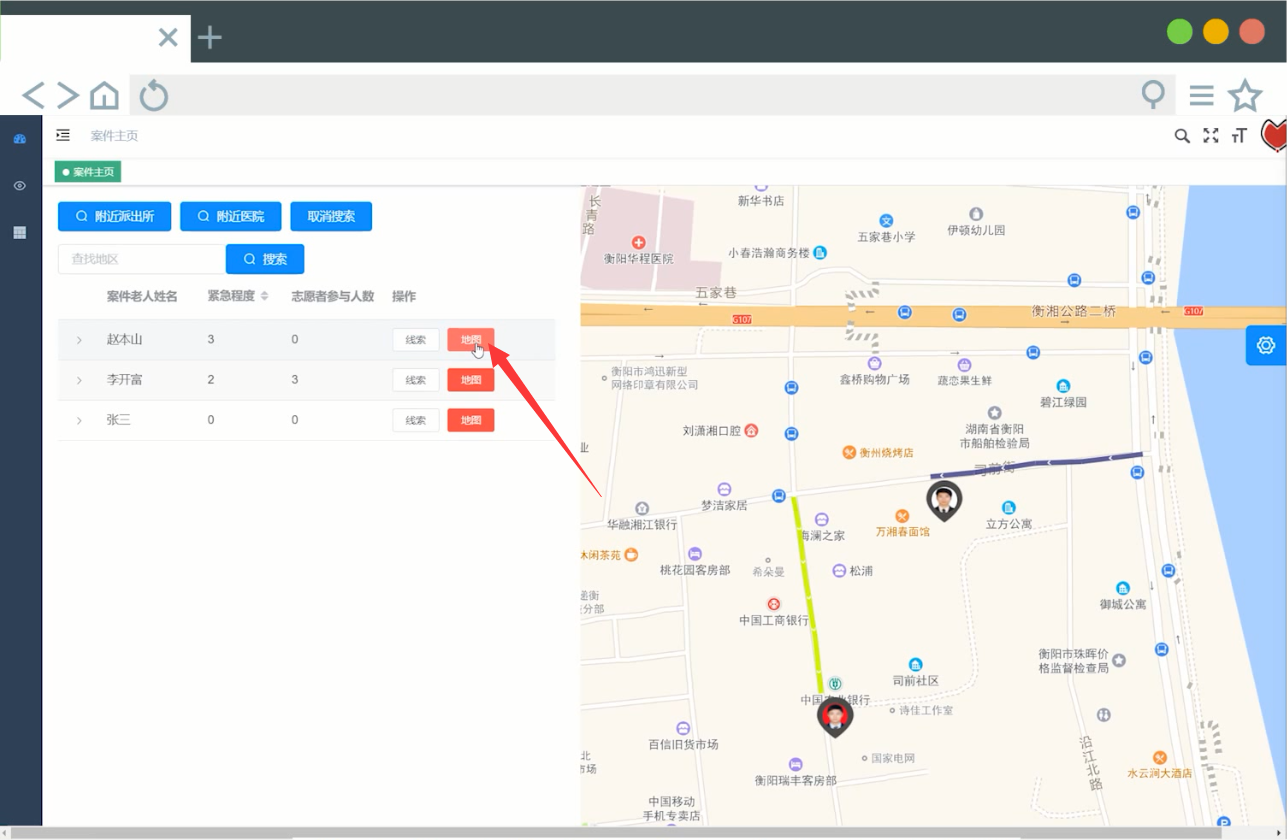 案件主页
案件主页
附近派出所
附近医院
取消搜索
查找地区
搜索
案件老人姓名 紧急程度 志愿者参与人数 操作
赵本山 3 0 线索 地图
李开富 2 3 线索 地图
张三 0 0 线索 地图
长青路
新华书店
五家巷小学
伊顿幼儿园
衡阳华程医院
小春浩瀚商务楼
五家巷
G107
衡湘公路二桥
G107
衡阳市鸿迅新型
网络印章有限公司
鑫桥购物广场
蔬恋果生鲜
碧江绿园
刘潇湘口腔
湖南省衡阳
市船舶检验局
业
衡州烧烤店
司前街
梦洁家居
华融湘江银行
海澜之家
万湘春面馆
立方公寓
休闲茶苑
桃花园客房部
希朵曼
松浦
递衡
分部
中国工商银行
御城公寓
司前社区
衡阳市珠晖价
格监督检查局
中国农业银行
诗佳工作室
百信旧货市场
沿江北路
北
市场
国家电网
衡阳瑞丰客房部
水云涧大酒店
中国移动
手机专卖店
P